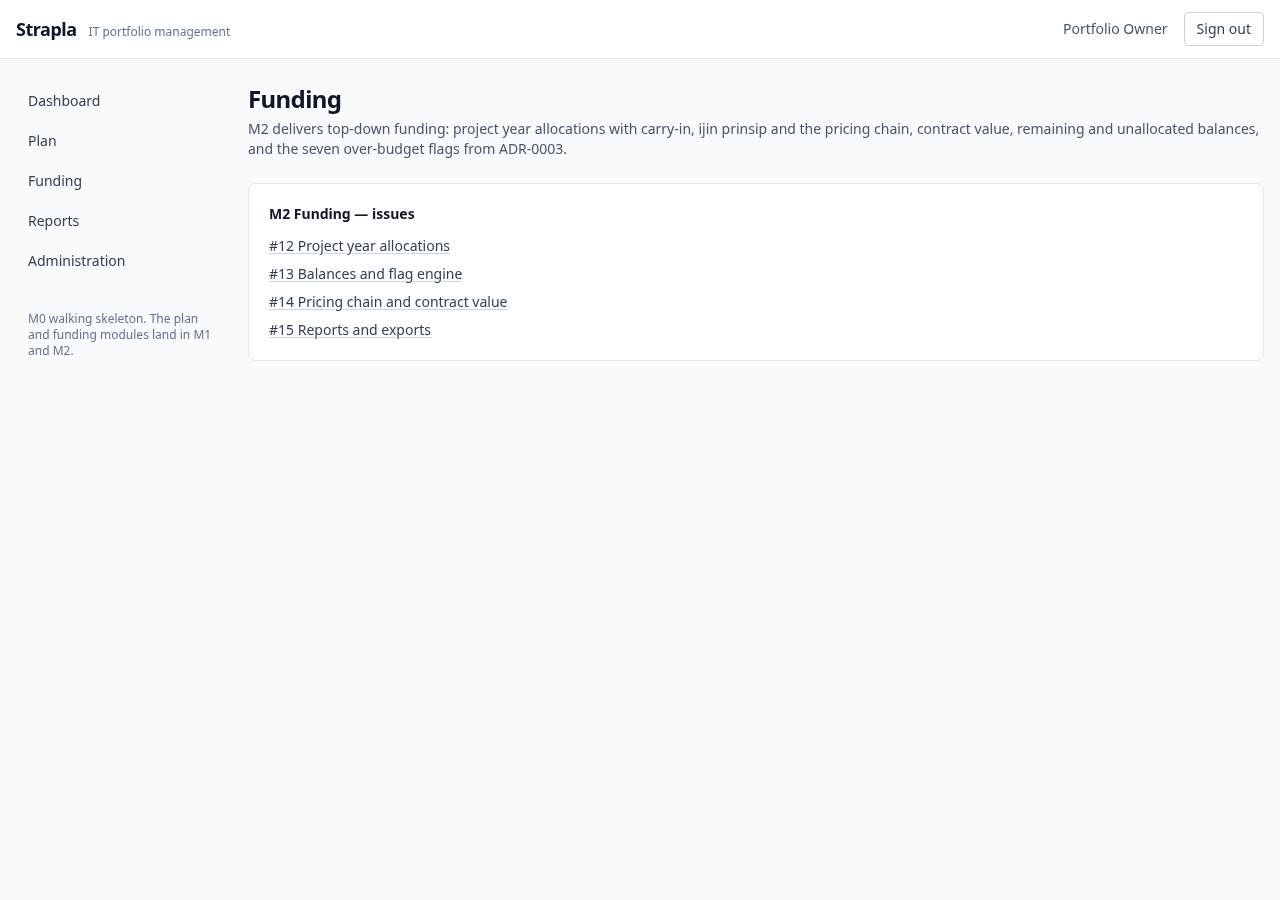 Strapla
IT portfolio management
Portfolio Owner
Sign out
Dashboard
Plan
Funding
Reports
Administration
M0 walking skeleton. The plan
and funding modules land in M1
and M2.
Funding
M2 delivers top-down funding: project year allocations with carry-in, ijin prinsip and the pricing chain, contract value, remaining and unallocated balances,
and the seven over-budget flags from ADR-0003.
M2 Funding — issues
#12 Project year allocations
#13 Balances and flag engine
#14 Pricing chain and contract value
#15 Reports and exports